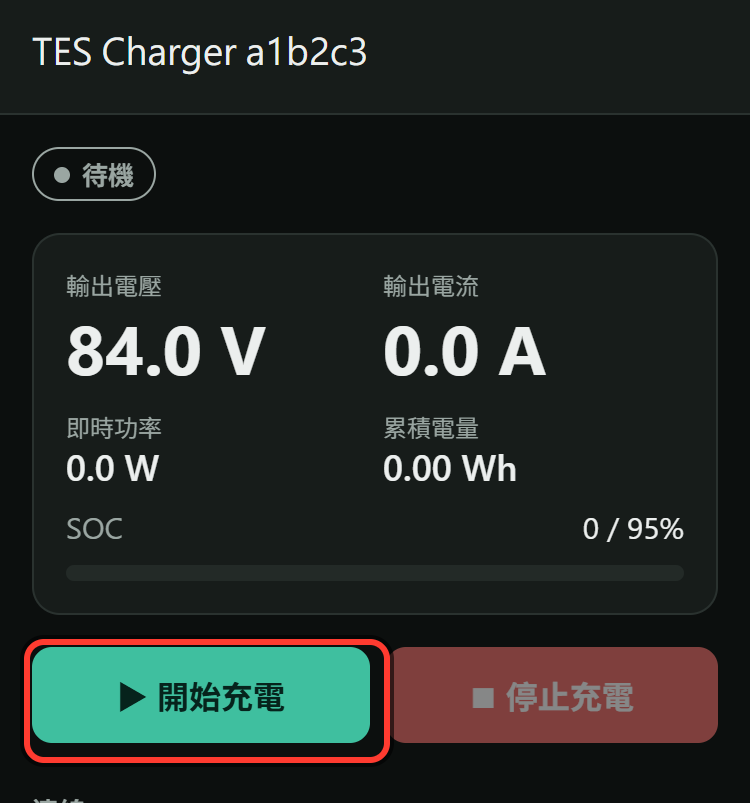 TES Charger a1b2c3
● 待機
輸出電壓 輸出電流
84.0 V 0.0 A
即時功率 累積電量
0.0 W 0.00 Wh
SOC 0 / 95%
▶ 開始充電 ■ 停止充電